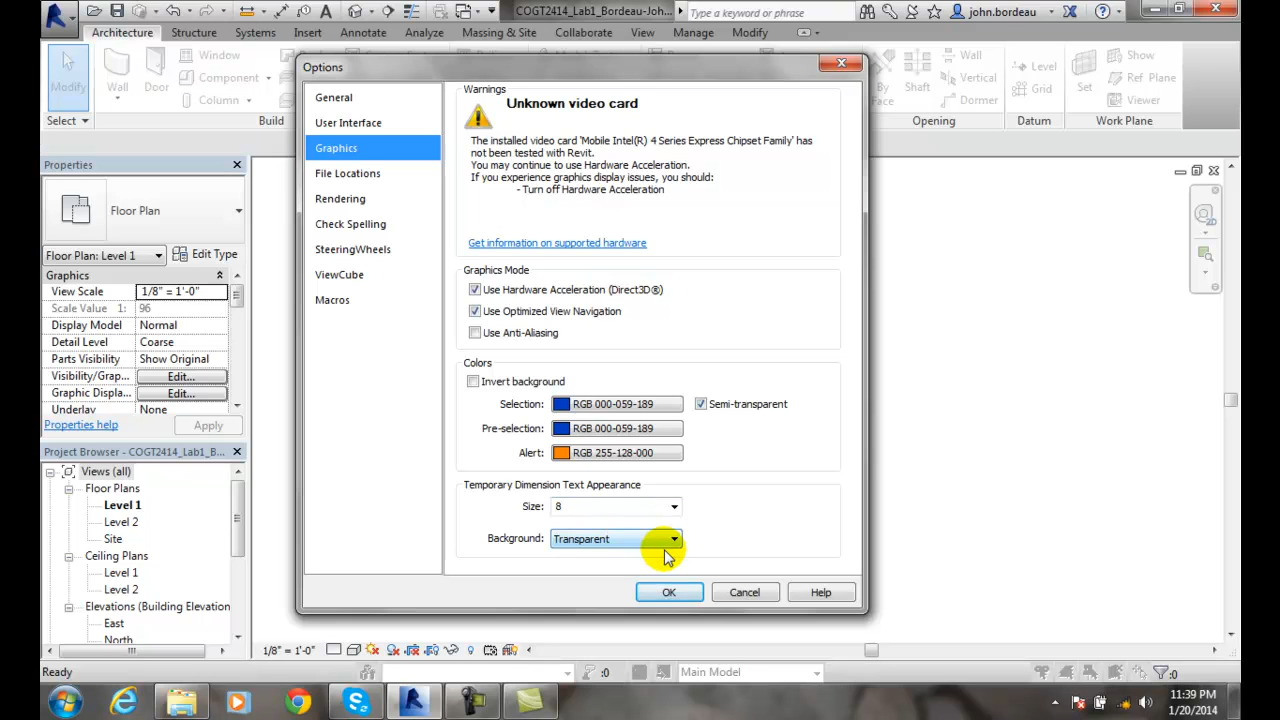 COGT2414_Lab1_Bordeau-Joh...
Type a keyword or phrase
john.bordeau
Architecture
Structure
Systems
Insert
Annotate
Analyze
Massing & Site
Collaborate
View
Manage
Modify
Modify
Wall
Door
Window
Component
Column
By
Face
Shaft
Wall
Vertical
Dormer
Level
Grid
Set
Show
Ref Plane
Viewer
Select
Build
Opening
Datum
Work Plane
Properties
Floor Plan
Floor Plan: Level 1
Edit Type
Graphics
View Scale
1/8" = 1'-0"
Scale Value 1:
96
Display Model
Normal
Detail Level
Coarse
Parts Visibility
Show Original
Visibility/Grap...
Edit...
Graphic Displa...
Edit...
Underlay
None
Properties help
Apply
Project Browser - COGT2414_Lab1_B...
Views (all)
Floor Plans
Level 1
Level 2
Site
Ceiling Plans
Level 1
Level 2
Elevations (Building Elevation
East
North
Options
General
User Interface
Graphics
File Locations
Rendering
Check Spelling
SteeringWheels
ViewCube
Macros
Warnings
Unknown video card
The installed video card 'Mobile Intel(R) 4 Series Express Chipset Family' has
not been tested with Revit.
You may continue to use Hardware Acceleration.
If you experience graphics display issues, you should:
- Turn off Hardware Acceleration
Get information on supported hardware
Graphics Mode
Use Hardware Acceleration (Direct3D®)
Use Optimized View Navigation
Use Anti-Aliasing
Colors
Invert background
Selection:
RGB 000-059-189
Semi-transparent
Pre-selection:
RGB 000-059-189
Alert:
RGB 255-128-000
Temporary Dimension Text Appearance
Size:
8
Background:
Transparent
OK
Cancel
Help
2D
1/8" = 1'-0"
Ready
:0
Main Model
:0
11:39 PM
1/20/2014